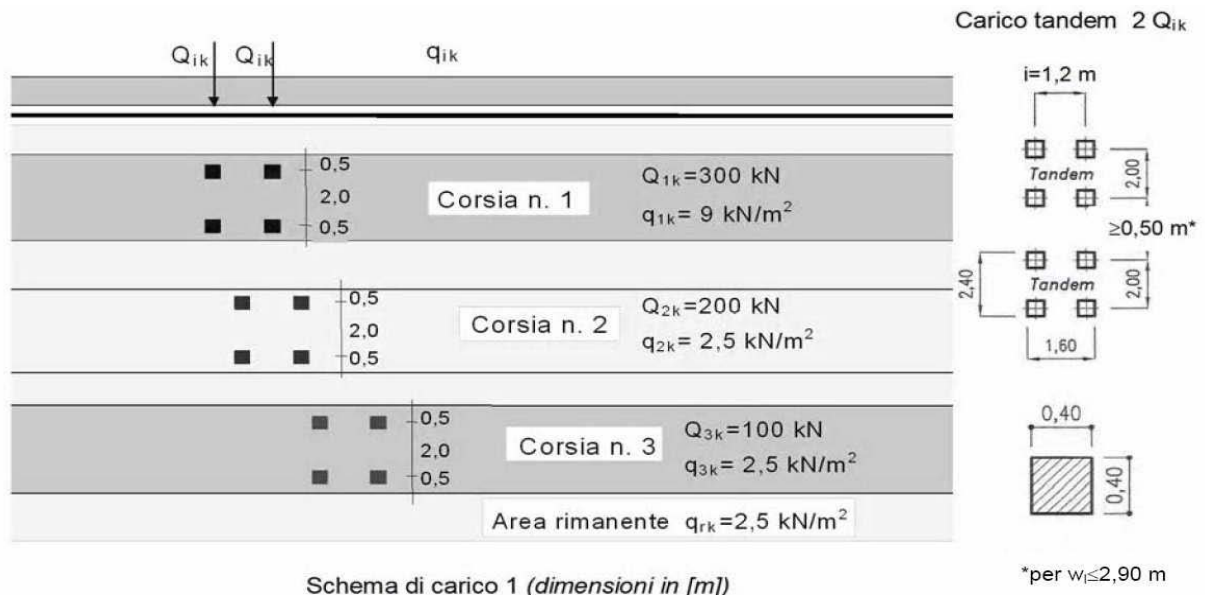 Carico tandem 2 Qik
Qik Qik qik
i=1,2 m
0,5
2,0
0,5
Corsia n. 1
Q1k=300 kN
q1k= 9 kN/m²
Tandem
2,00
≥0,50 m*
0,5
2,0
0,5
Corsia n. 2
Q2k=200 kN
q2k= 2,5 kN/m²
2,40
Tandem
2,00
1,60
0,5
2,0
0,5
Corsia n. 3
Q3k=100 kN
q3k= 2,5 kN/m²
0,40
0,40
Area rimanente qrk=2,5 kN/m²
Schema di carico 1 (dimensioni in [m])
*per wl≤2,90 m